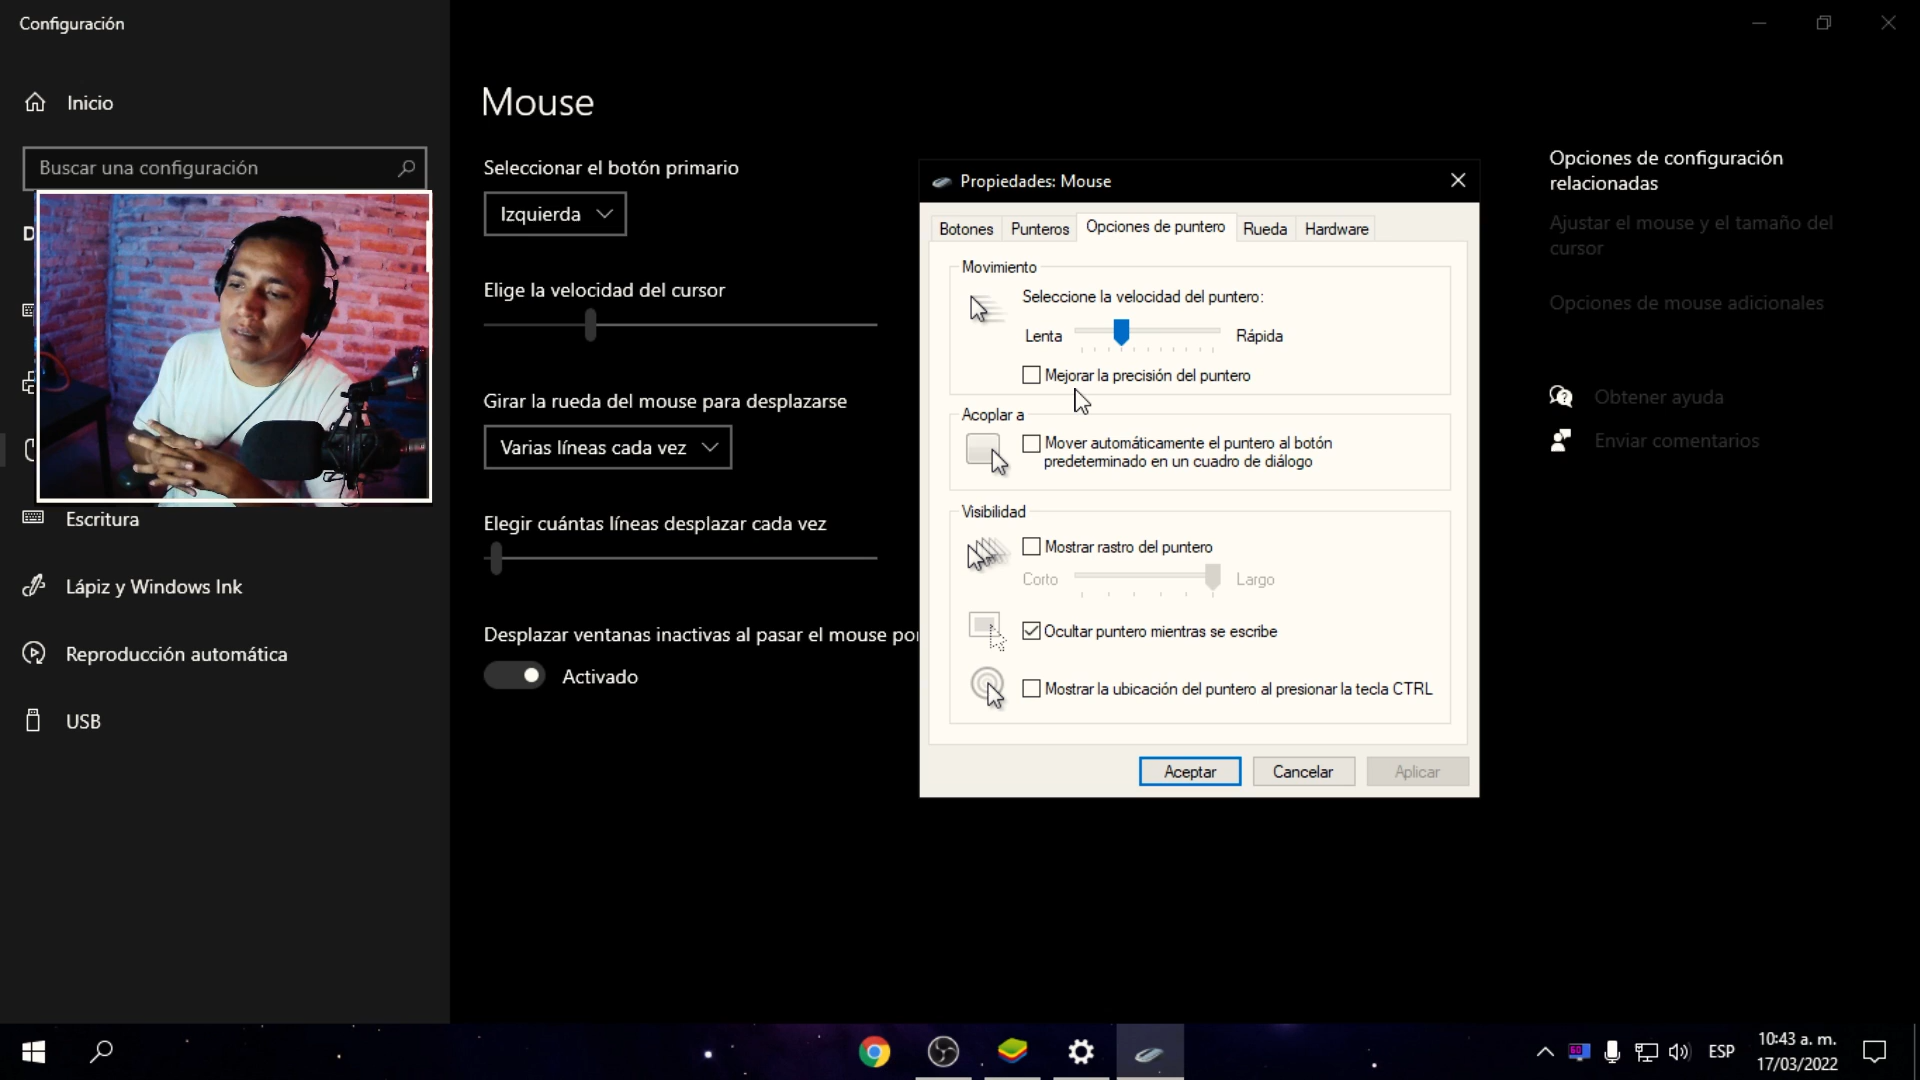 Configuración
Inicio
Buscar una configuración
Escritura
Lápiz y Windows Ink
Reproducción automática
USB
Mouse
Seleccionar el botón primario
Izquierda
Elige la velocidad del cursor
Girar la rueda del mouse para desplazarse
Varias líneas cada vez
Elegir cuántas líneas desplazar cada vez
Desplazar ventanas inactivas al pasar el mouse por
Activado
Propiedades: Mouse
Botones
Punteros
Opciones de puntero
Rueda
Hardware
Movimiento
Seleccione la velocidad del puntero:
Lenta
Rápida
Mejorar la precisión del puntero
Acoplar a
Mover automáticamente el puntero al botón
predeterminado en un cuadro de diálogo
Visibilidad
Mostrar rastro del puntero
Corto
Largo
Ocultar puntero mientras se escribe
Mostrar la ubicación del puntero al presionar la tecla CTRL
Aceptar
Cancelar
Aplicar
Opciones de configuración
relacionadas
Ajustar el mouse y el tamaño del
cursor
Opciones de mouse adicionales
Obtener ayuda
Enviar comentarios
60
ESP
10:43 a. m.
17/03/2022